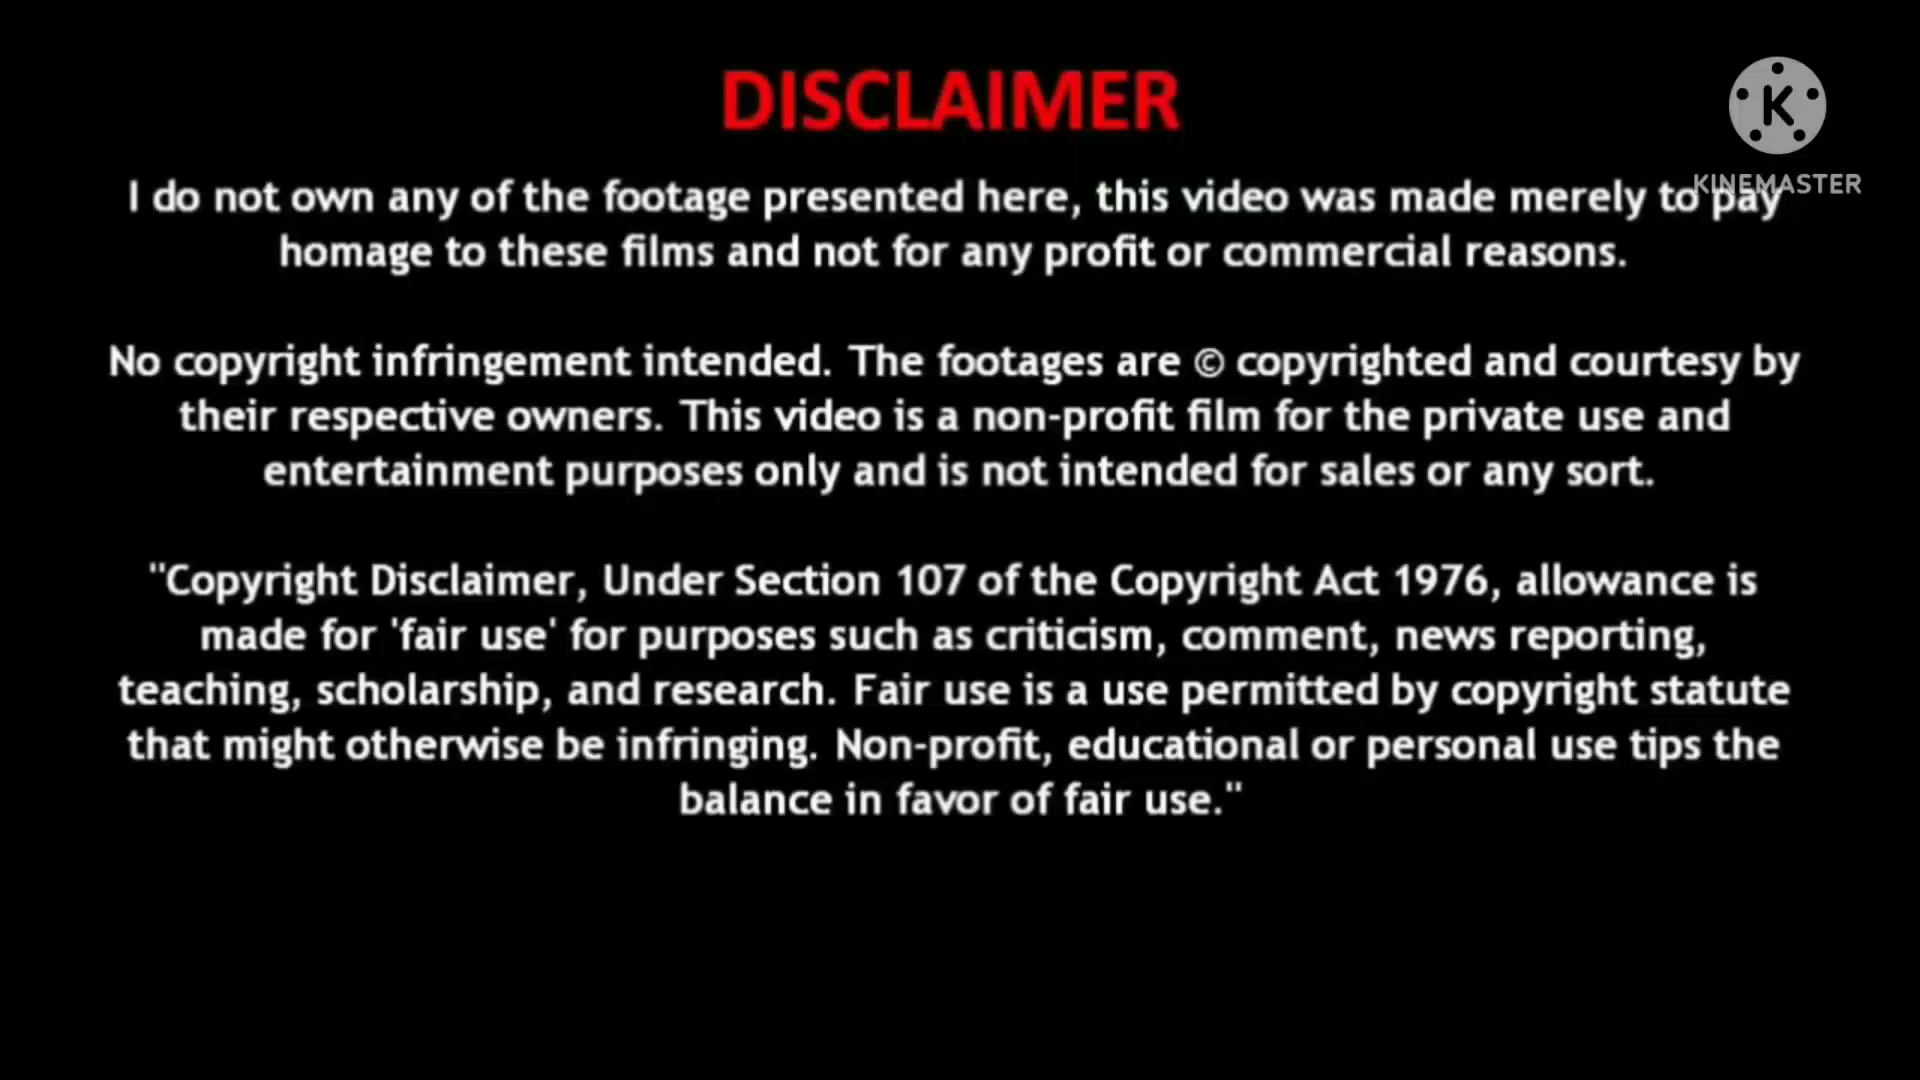 DISCLAIMER
I do not own any of the footage presented here, this video was made merely to pay
homage to these films and not for any profit or commercial reasons.
No copyright infringement intended. The footages are © copyrighted and courtesy by
their respective owners. This video is a non-profit film for the private use and
entertainment purposes only and is not intended for sales or any sort.
"Copyright Disclaimer, Under Section 107 of the Copyright Act 1976, allowance is
made for 'fair use' for purposes such as criticism, comment, news reporting,
teaching, scholarship, and research. Fair use is a use permitted by copyright statute
that might otherwise be infringing. Non-profit, educational or personal use tips the
balance in favor of fair use."
K
KINEMASTER